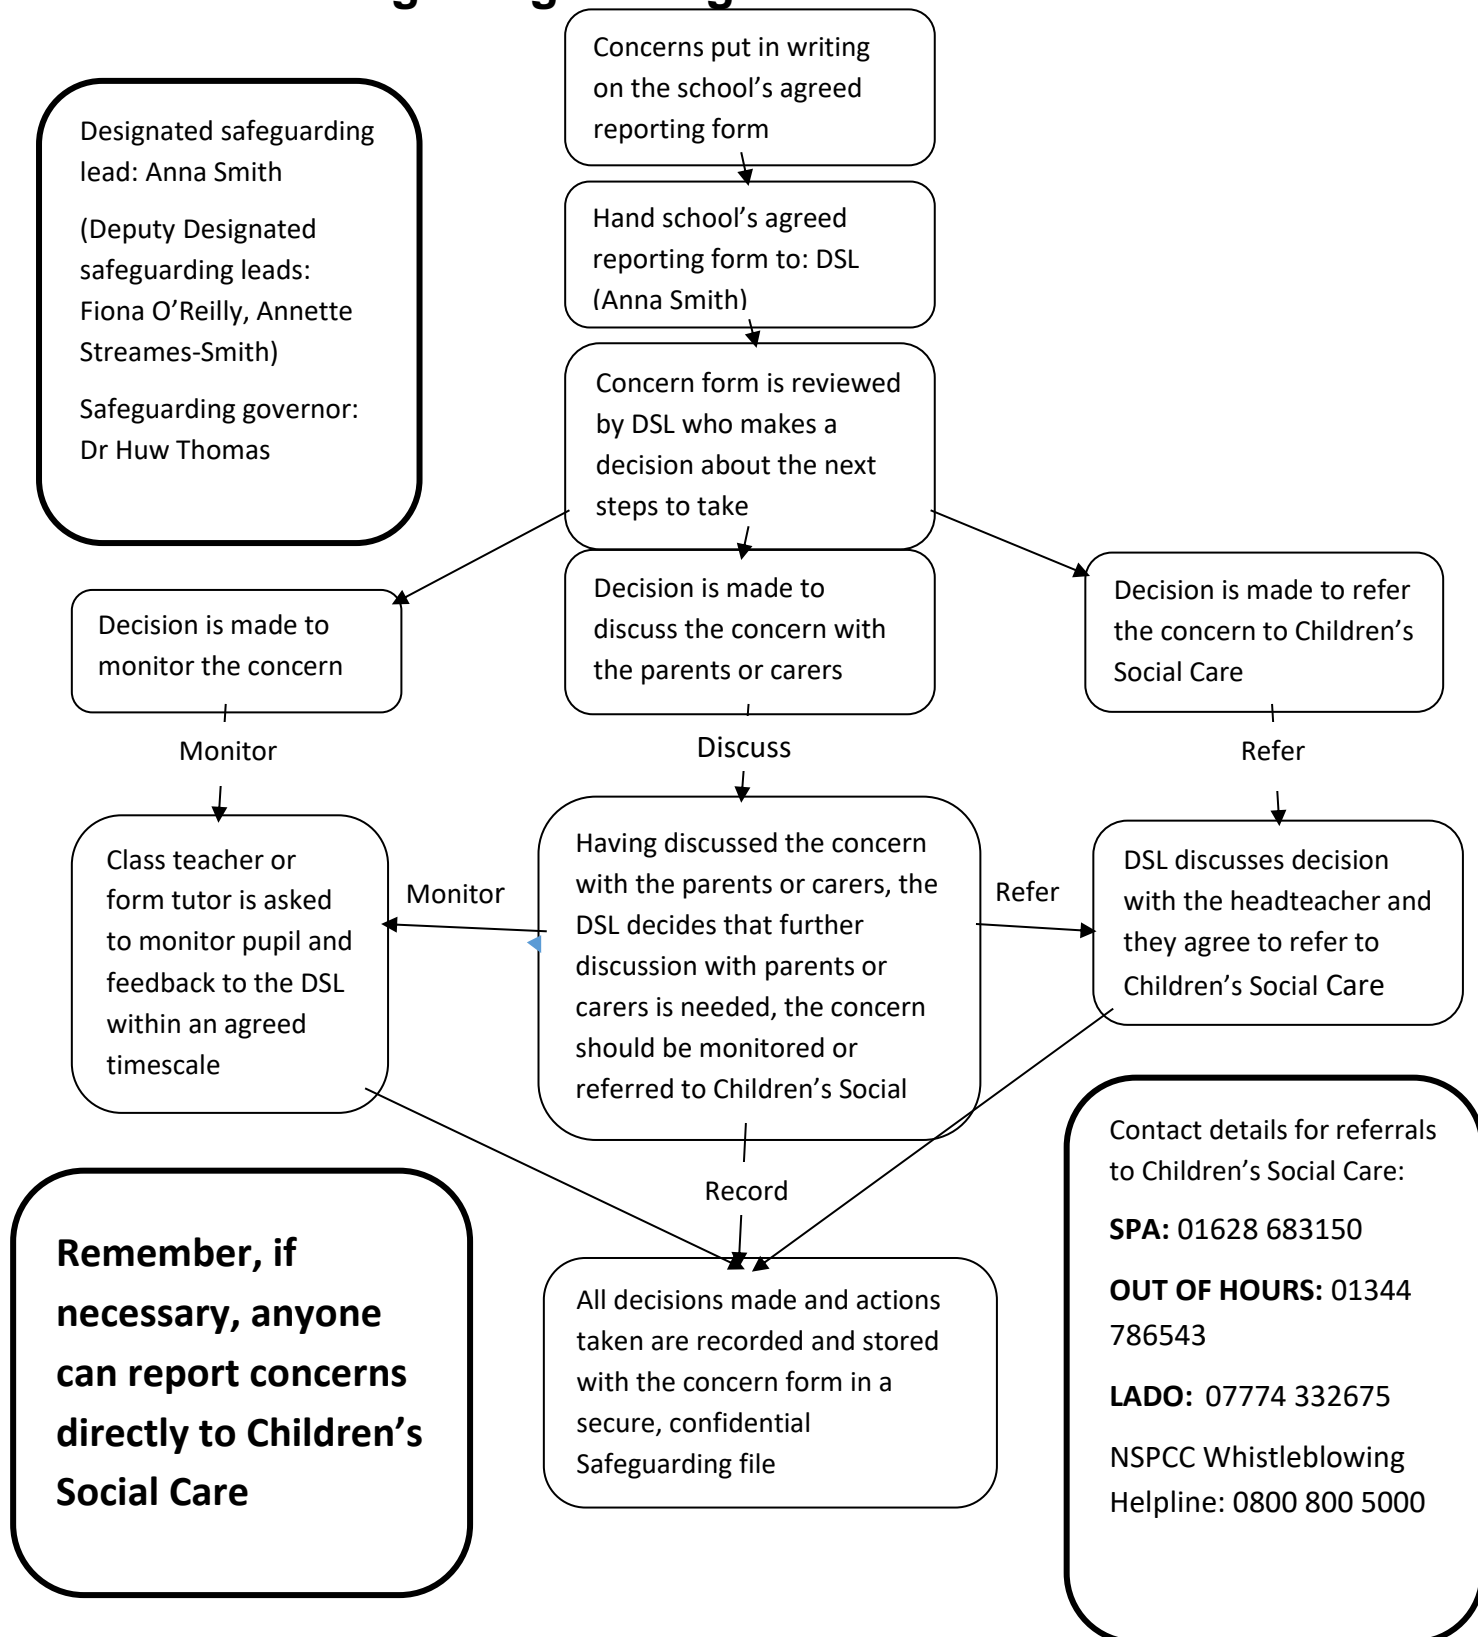 Concerns put in writing
on the school’s agreed
reporting form
Designated safeguarding
lead: Anna Smith
(Deputy Designated
safeguarding leads:
Fiona O’Reilly, Annette
Streames-Smith)
Safeguarding governor:
Dr Huw Thomas
Hand school’s agreed
reporting form to: DSL
(Anna Smith)
Concern form is reviewed
by DSL who makes a
decision about the next
steps to take
Decision is made to
monitor the concern
Decision is made to
discuss the concern with
the parents or carers
Decision is made to refer
the concern to Children’s
Social Care
Monitor
Discuss
Refer
Class teacher or
form tutor is asked
to monitor pupil and
feedback to the DSL
within an agreed
timescale
Monitor
Having discussed the concern
with the parents or carers, the
DSL decides that further
discussion with parents or
carers is needed, the concern
should be monitored or
referred to Children’s Social
Refer
DSL discusses decision
with the headteacher and
they agree to refer to
Children’s Social Care
Record
Remember, if
necessary, anyone
can report concerns
directly to Children’s
Social Care
All decisions made and actions
taken are recorded and stored
with the concern form in a
secure, confidential
Safeguarding file
Contact details for referrals
to Children’s Social Care:
SPA: 01628 683150
OUT OF HOURS: 01344
786543
LADO: 07774 332675
NSPCC Whistleblowing
Helpline: 0800 800 5000